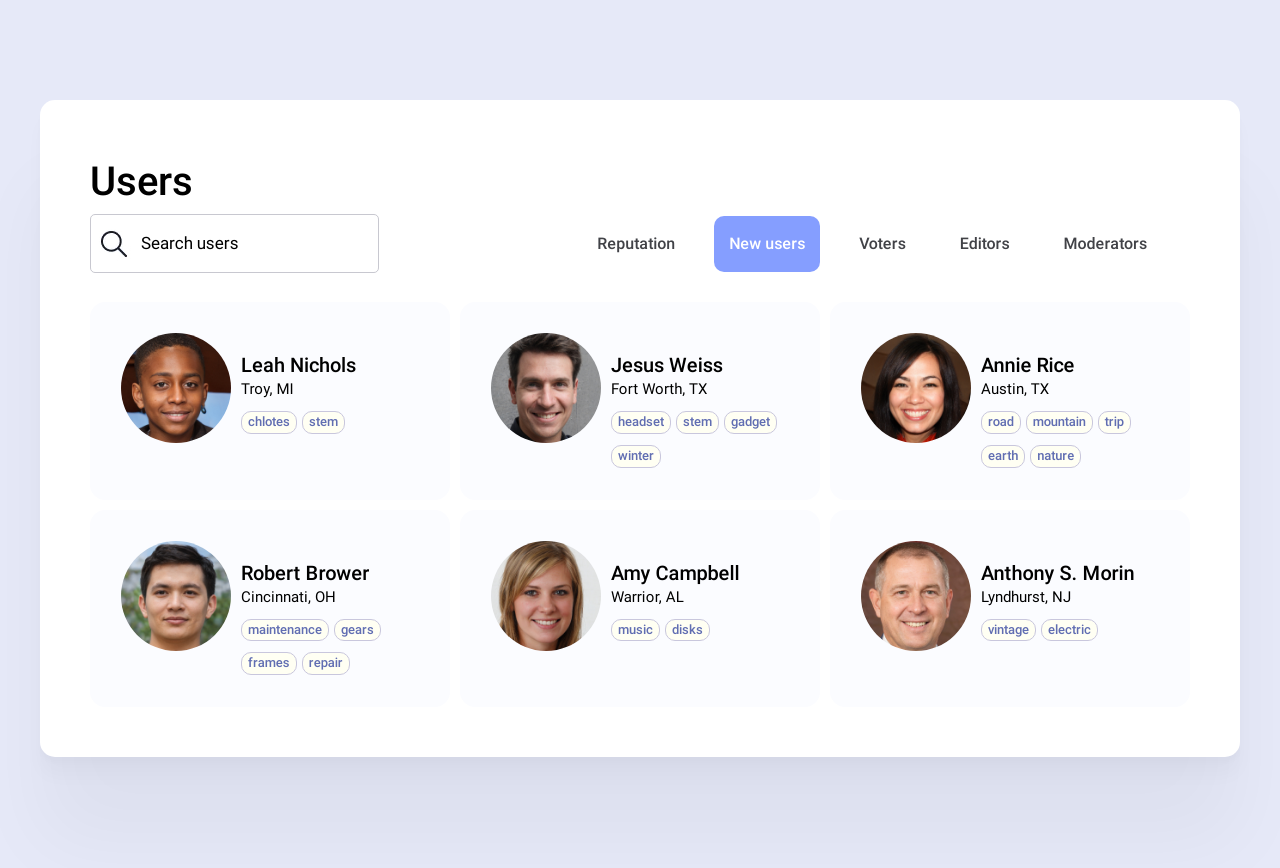 Users
Search users
Reputation New users Voters Editors Moderators
Leah Nichols
Troy, MI
chlotes stem
Jesus Weiss
Fort Worth, TX
headset stem gadget
winter
Annie Rice
Austin, TX
road mountain trip
earth nature
Robert Brower
Cincinnati, OH
maintenance gears
frames repair
Amy Campbell
Warrior, AL
music disks
Anthony S. Morin
Lyndhurst, NJ
vintage electric